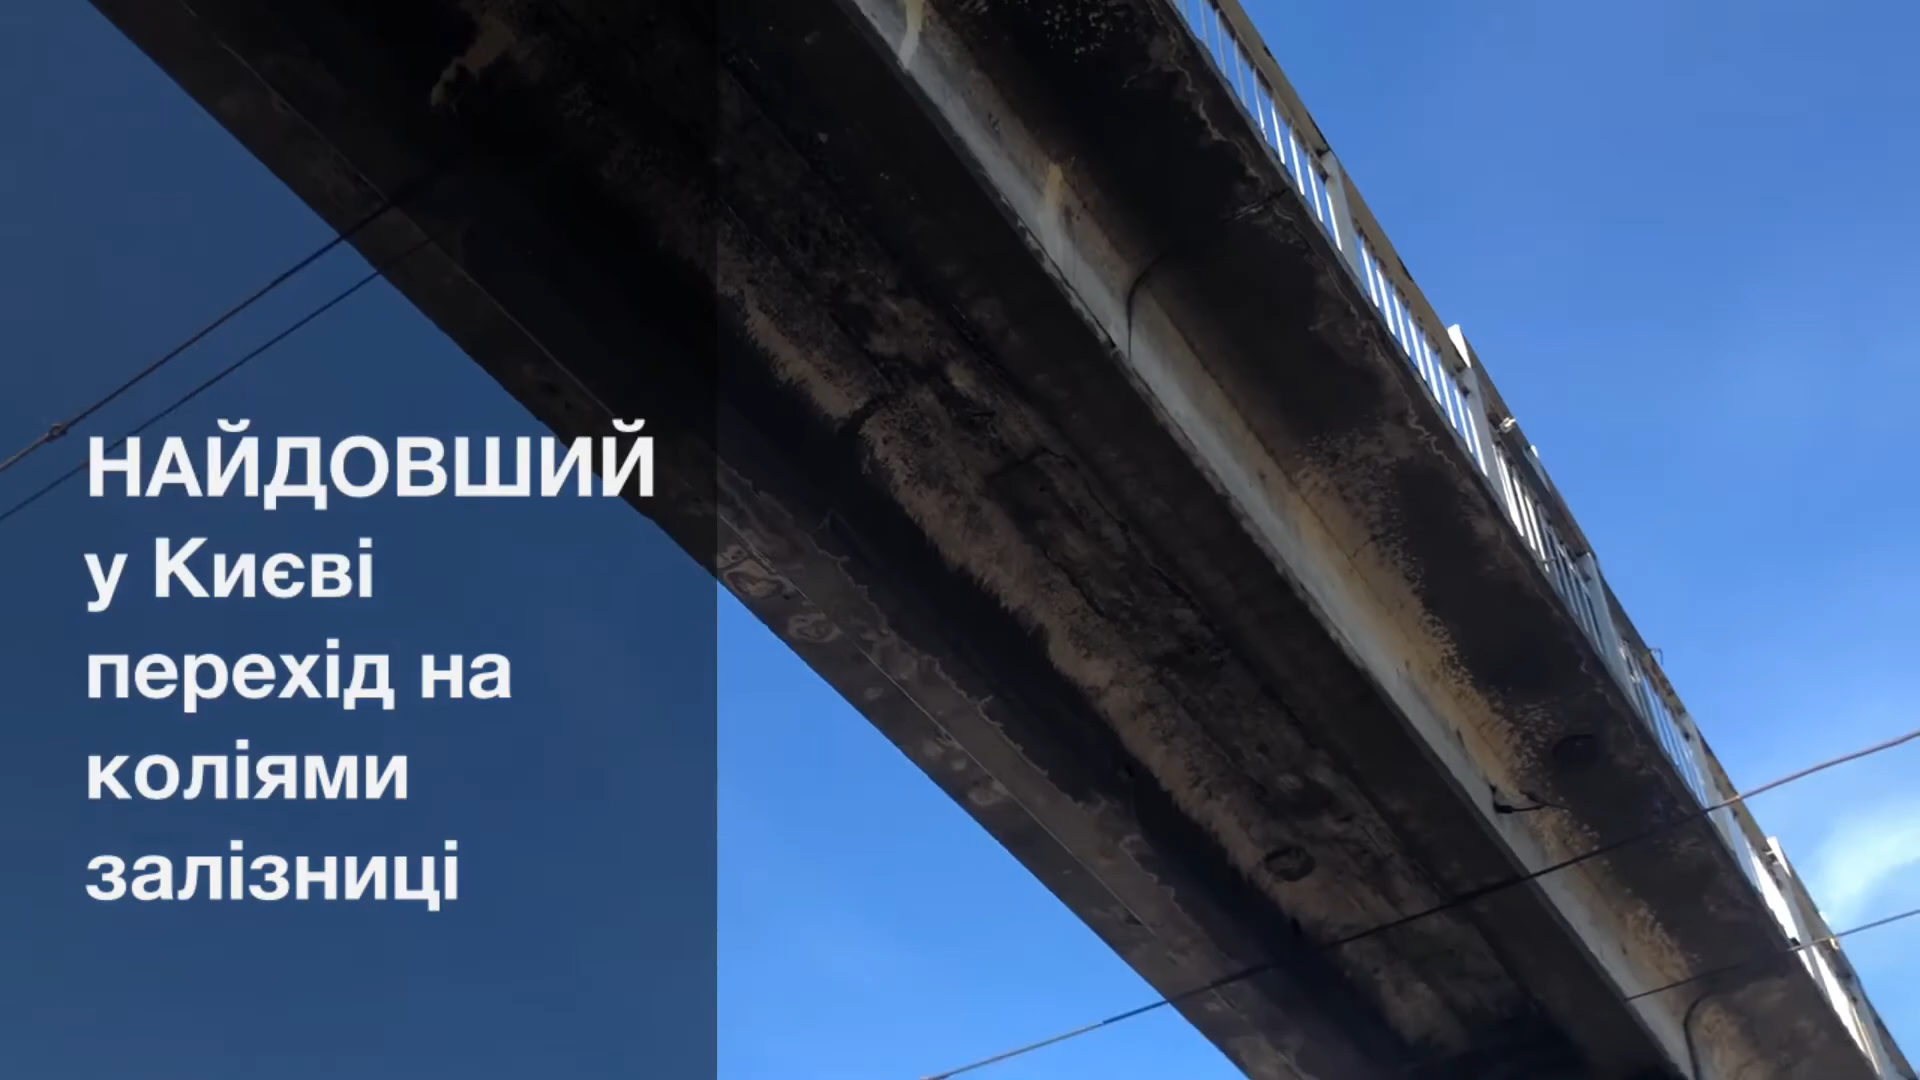 НАЙДОВШИЙ
у Києві
перехід на
коліями
залізниці